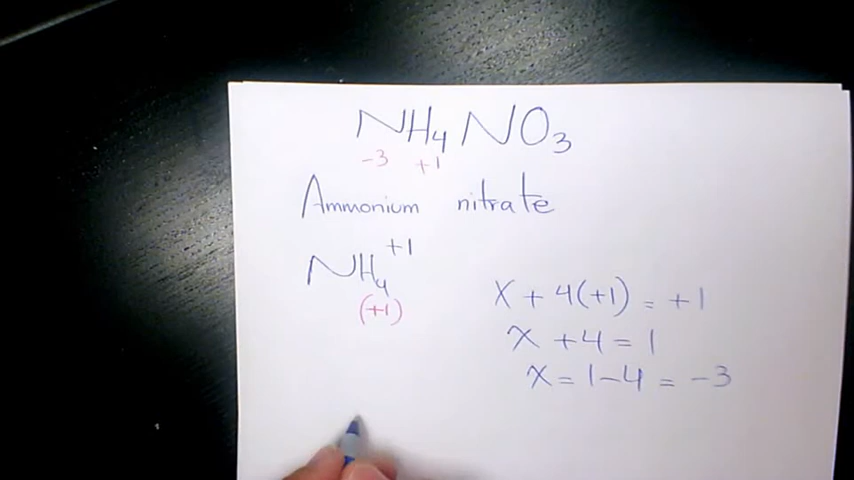 NH₄NO₃
-3 +1
Ammonium nitrate
NH₄⁺¹
(+1)
x + 4(+1) = +1
x + 4 = 1
x = 1 - 4 = -3